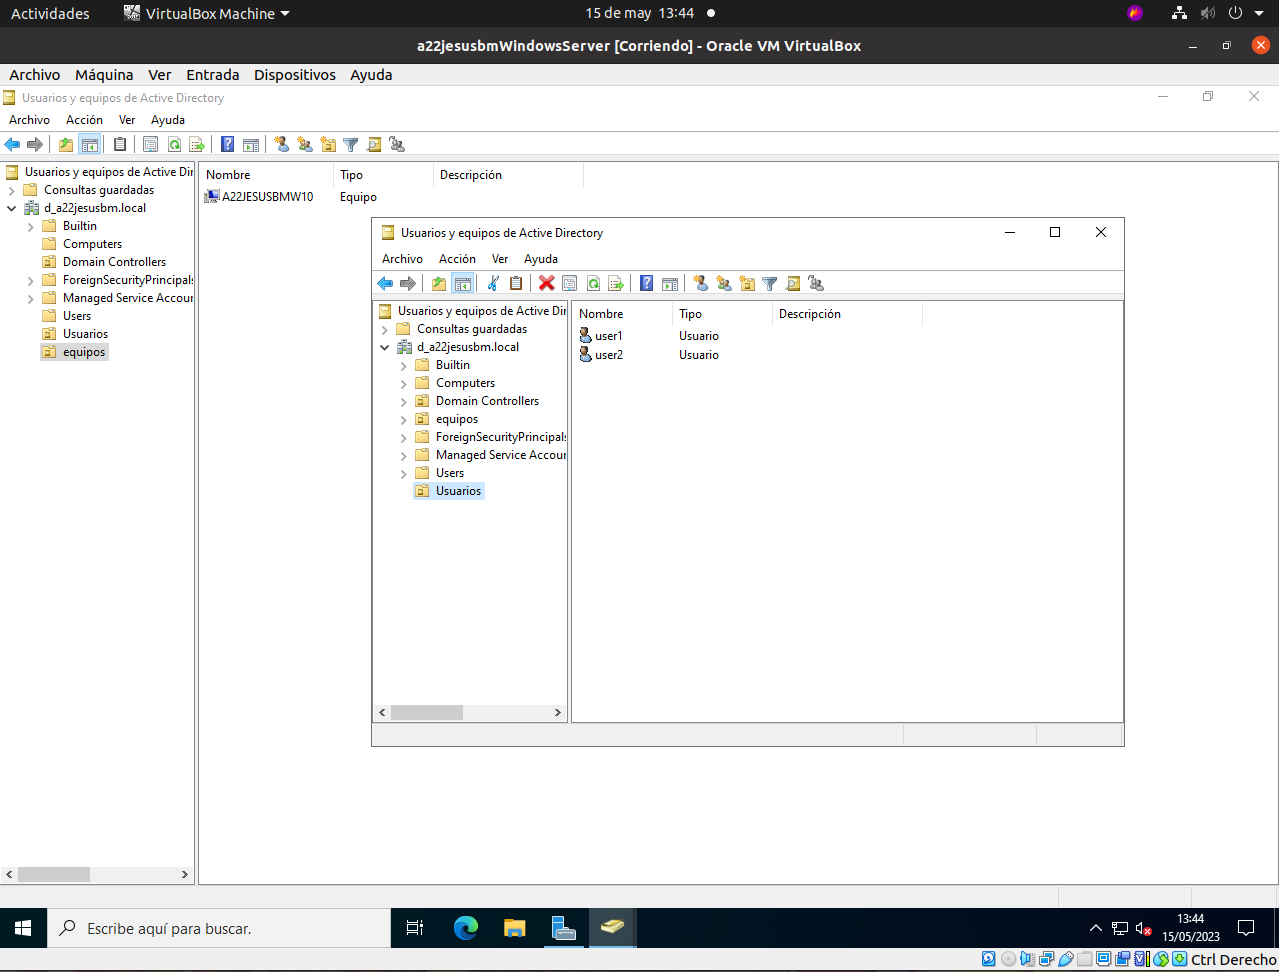 Actividades VirtualBox Machine 15 de may 13:44
a22jesusbmWindowsServer [Corriendo] - Oracle VM VirtualBox
Archivo Máquina Ver Entrada Dispositivos Ayuda
Usuarios y equipos de Active Directory
Archivo Acción Ver Ayuda
Usuarios y equipos de Active Dir
Consultas guardadas
d_a22jesusbm.local
Builtin
Computers
Domain Controllers
ForeignSecurityPrincipals
Managed Service Accour
Users
Usuarios
equipos
Nombre Tipo Descripción
A22JESUSBMW10 Equipo
Usuarios y equipos de Active Directory
Archivo Acción Ver Ayuda
Usuarios y equipos de Active Dir
Consultas guardadas
d_a22jesusbm.local
Builtin
Computers
Domain Controllers
equipos
ForeignSecurityPrincipals
Managed Service Accour
Users
Usuarios
Nombre Tipo Descripción
user1 Usuario
user2 Usuario
Escribe aquí para buscar.
13:44
15/05/2023
Ctrl Derecho